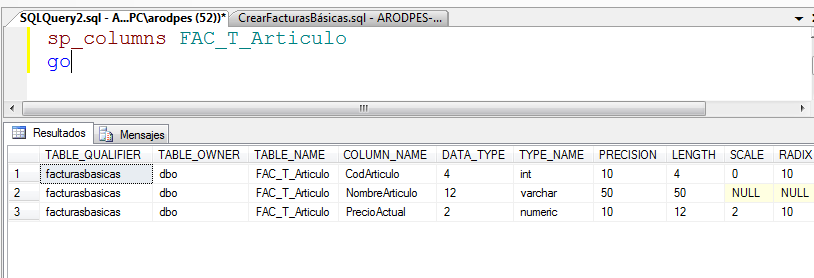 SQLQuery2.sql - A...PC\arodpes (52))* CrearFacturasBásicas.sql - ARODPES-...
sp_columns FAC_T_Articulo
go
Resultados Mensajes
TABLE_QUALIFIER TABLE_OWNER TABLE_NAME COLUMN_NAME DATA_TYPE TYPE_NAME PRECISION LENGTH SCALE RADIX
1 facturasbasicas dbo FAC_T_Articulo CodArticulo 4 int 10 4 0 10
2 facturasbasicas dbo FAC_T_Articulo NombreArticulo 12 varchar 50 50 NULL NULL
3 facturasbasicas dbo FAC_T_Articulo PrecioActual 2 numeric 10 12 2 10